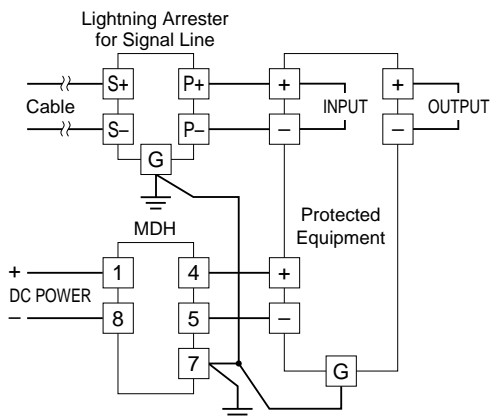 Lightning Arrester
for Signal Line
S+ P+ + +
Cable INPUT OUTPUT
S− P− − −
G
MDH
Protected
Equipment
+ 1 4 +
DC POWER
− 8 5 −
7
G